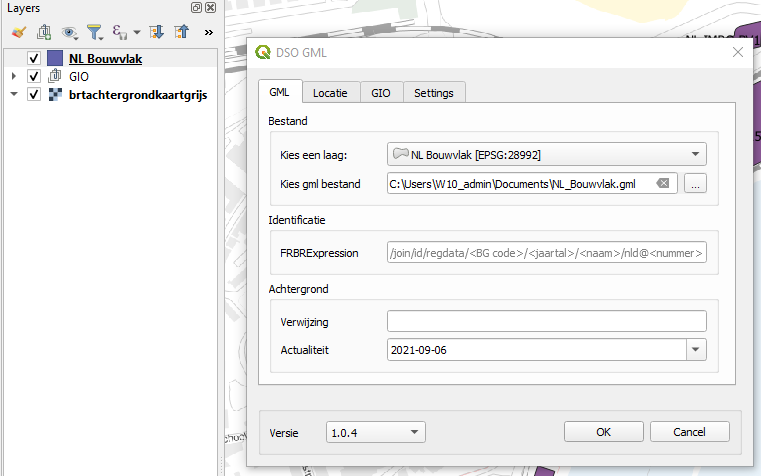 Layers
»
NL Bouwvlak
GIO
brtachtergrondkaartgrijs
DSO GML
GML Locatie GIO Settings
Bestand
Kies een laag: NL Bouwvlak [EPSG:28992]
Kies gml bestand C:\Users\W10_admin\Documents\NL_Bouwvlak.gml ...
Identificatie
FRBRExpression /join/id/regdata/<BG code>/<jaartal>/<naam>/nld@<nummer>
Achtergrond
Verwijzing
Actualiteit 2021-09-06
Versie 1.0.4 OK Cancel